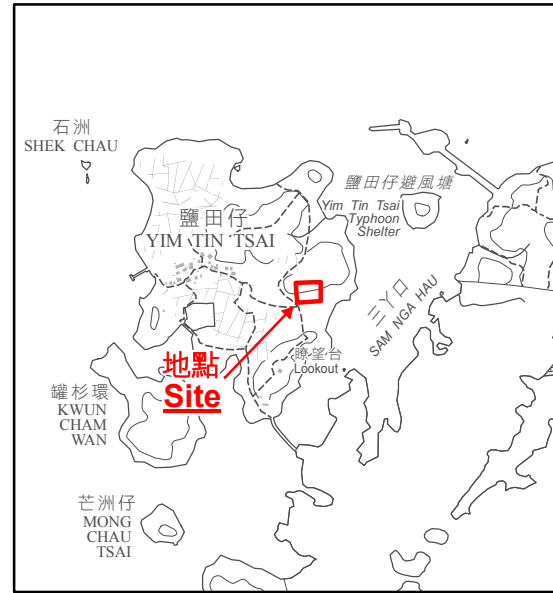 石洲
SHEK CHAU
鹽田仔避風塘
Yim Tin Tsai
Typhoon
Shelter
鹽田仔
YIM TIN TSAI
三丫口
SAM NGA HAU
瞭望台
Lookout
地點
Site
罐杉環
KWUN
CHAM
WAN
芒洲仔
MONG
CHAU
TSAI